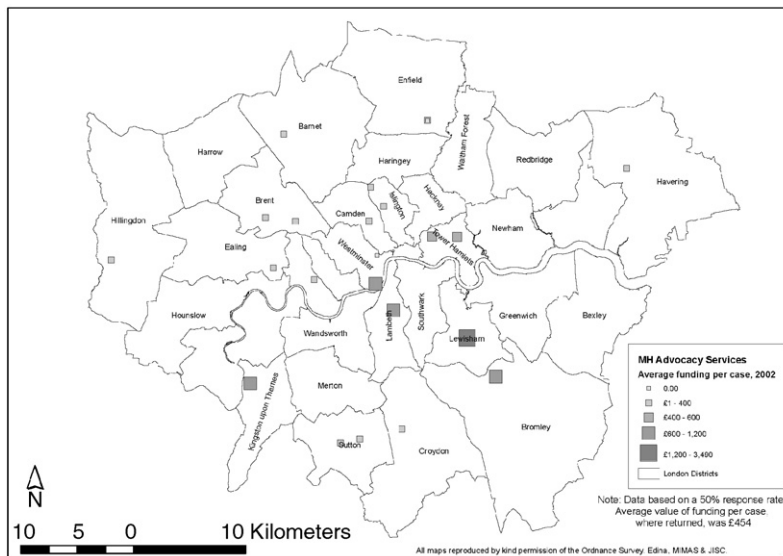 Enfield
Barnet
Waltham Forest
Harrow
Haringey
Redbridge
Havering
Hackney
Islington
Brent
Camden
Hillingdon
Newham
Ealing
Westminster
Tower Hamlets
Hounslow
Lambeth
Southwark
Greenwich
Bexley
Wandsworth
Lewisham
Merton
Kingston upon Thames
Bromley
Sutton
Croydon
MH Advocacy Services
Average funding per case, 2002
0.00
£1 - 400
£400 - 600
£600 - 1,200
£1,200 - 3,400
London Districts
N
Note: Data based on a 50% response rate
Average value of funding per case
where returned, was £454
10 5 0 10 Kilometers
All maps reproduced by kind permission of the Ordnance Survey, Edina, MIMAS & JISC.